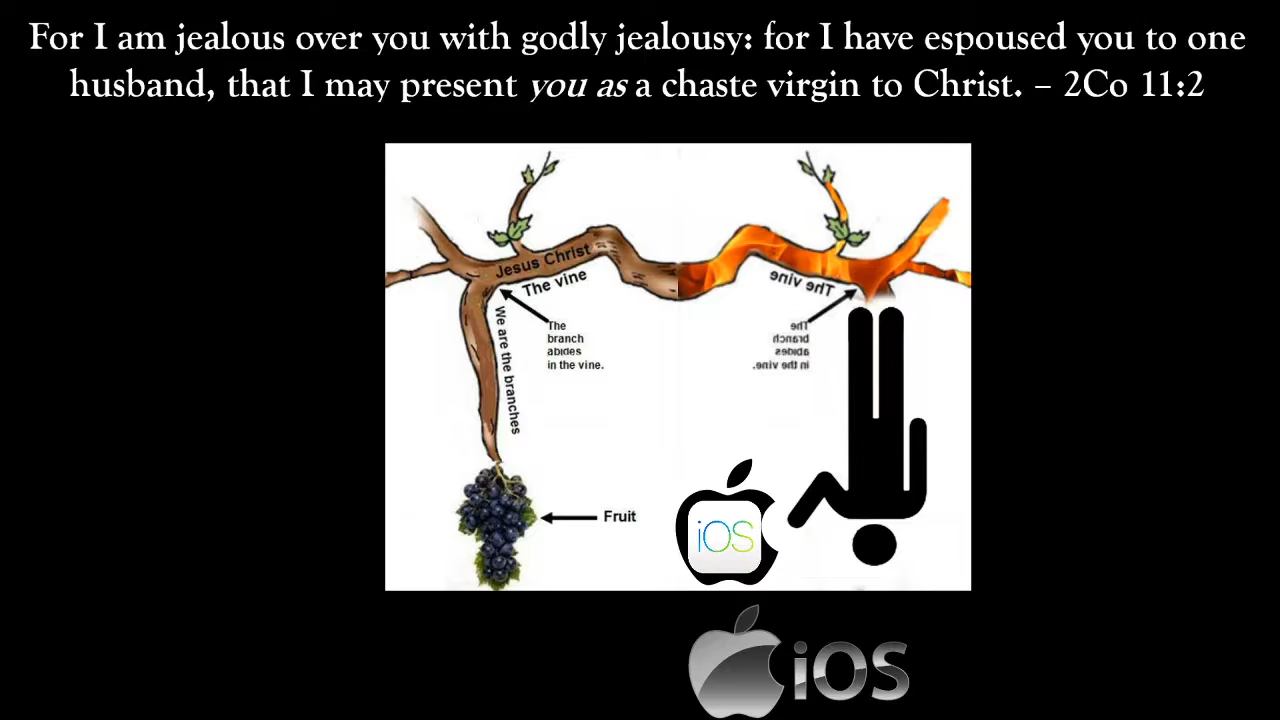 For I am jealous over you with godly jealousy: for I have espoused you to one
husband, that I may present you as a chaste virgin to Christ. – 2Co 11:2
Jesus Christ
The vine
We are the branches
The
branch
abides
in the vine.
Fruit
The vine
The
branch
abides
in the vine.
iOS
iOS